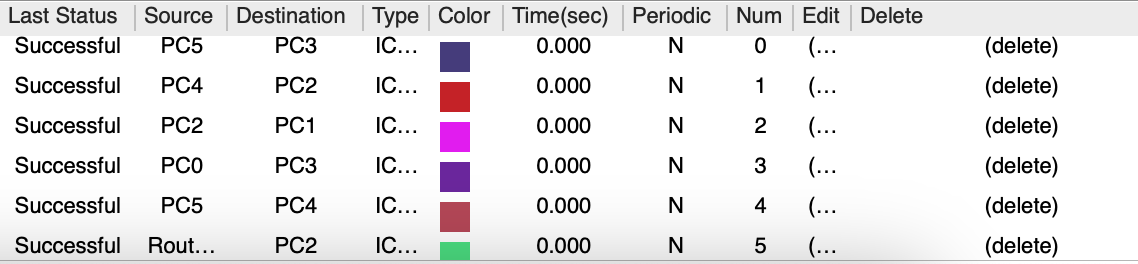 Last Status Source Destination Type Color Time(sec) Periodic Num Edit Delete
Successful PC5 PC3 IC... 0.000 N 0 (... (delete)
Successful PC4 PC2 IC... 0.000 N 1 (... (delete)
Successful PC2 PC1 IC... 0.000 N 2 (... (delete)
Successful PC0 PC3 IC... 0.000 N 3 (... (delete)
Successful PC5 PC4 IC... 0.000 N 4 (... (delete)
Successful Rout... PC2 IC... 0.000 N 5 (... (delete)